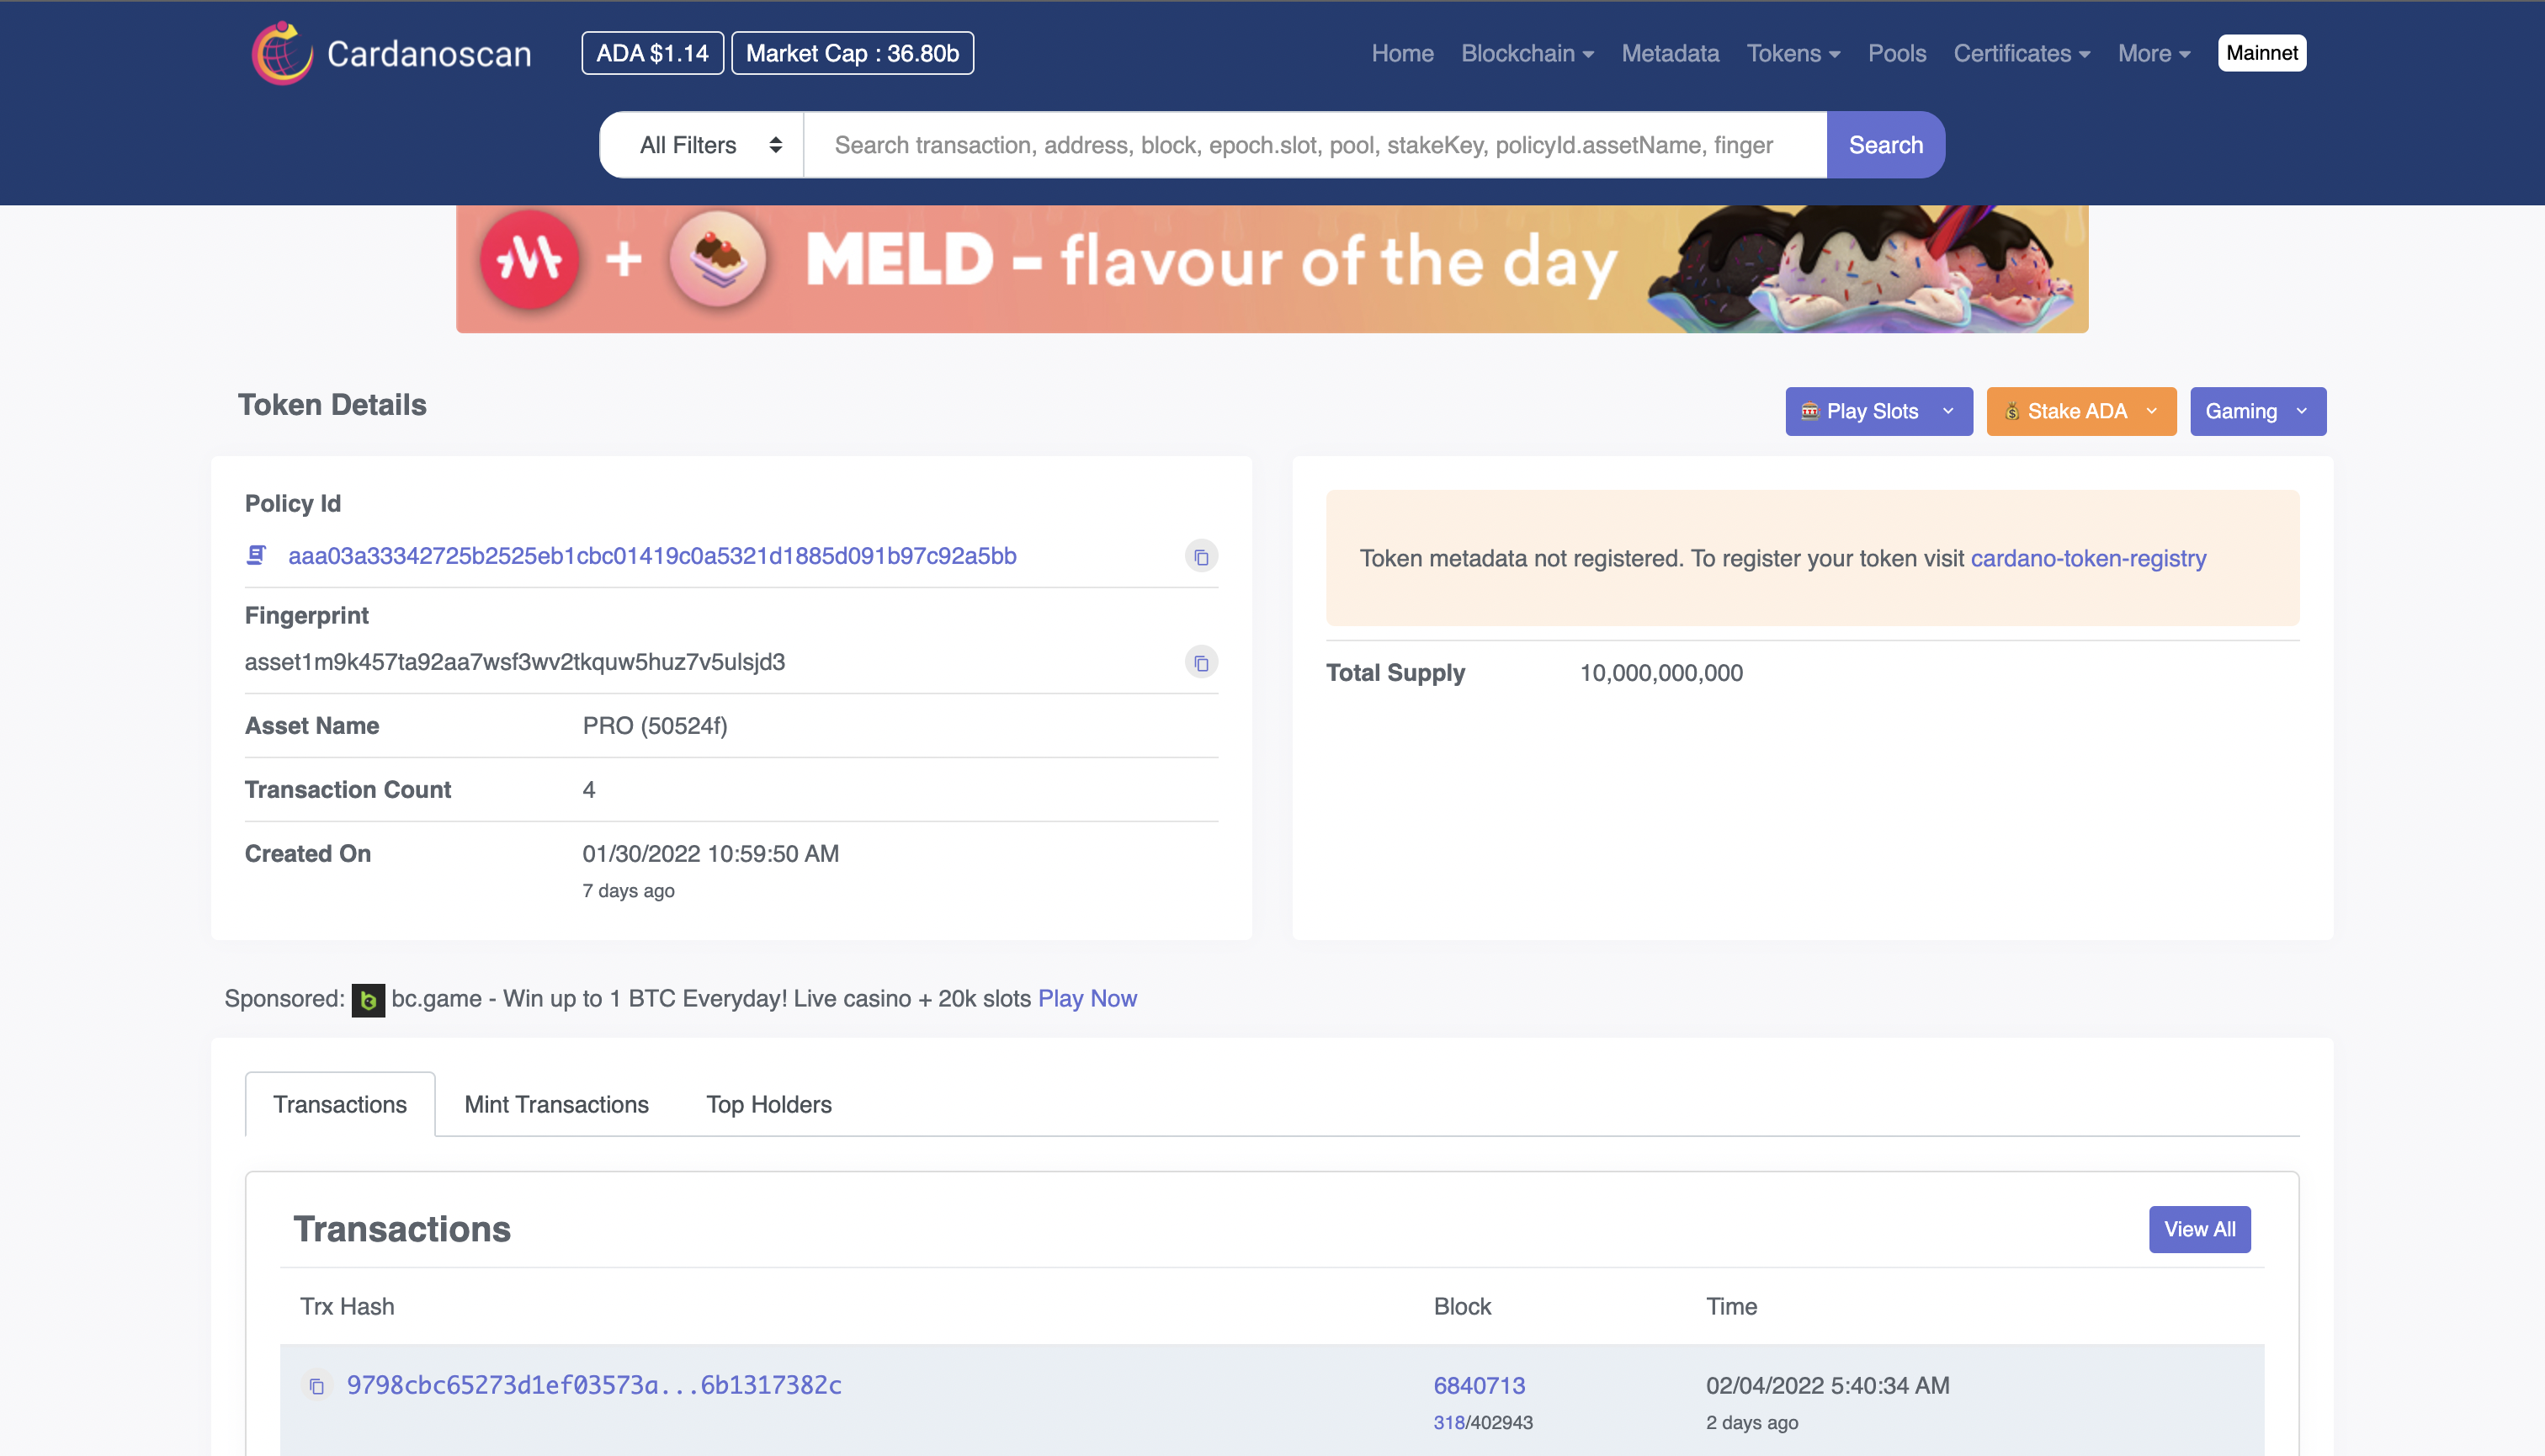 Cardanoscan
ADA $1.14
Market Cap : 36.80b
Home
Blockchain
Metadata
Tokens
Pools
Certificates
More
Mainnet
All Filters
Search transaction, address, block, epoch.slot, pool, stakeKey, policyId.assetName, finger
Search
+ MELD - flavour of the day
Token Details
Play Slots
Stake ADA
Gaming
Policy Id
aaa03a33342725b2525eb1cbc01419c0a5321d1885d091b97c92a5bb
Fingerprint
asset1m9k457ta92aa7wsf3wv2tkquw5huz7v5ulsjd3
Asset Name PRO (50524f)
Transaction Count 4
Created On 01/30/2022 10:59:50 AM
7 days ago
Token metadata not registered. To register your token visit cardano-token-registry
Total Supply 10,000,000,000
Sponsored: bc.game - Win up to 1 BTC Everyday! Live casino + 20k slots Play Now
Transactions
Mint Transactions
Top Holders
Transactions
View All
Trx Hash Block Time
9798cbc65273d1ef03573a...6b1317382c 6840713 02/04/2022 5:40:34 AM
318/402943 2 days ago